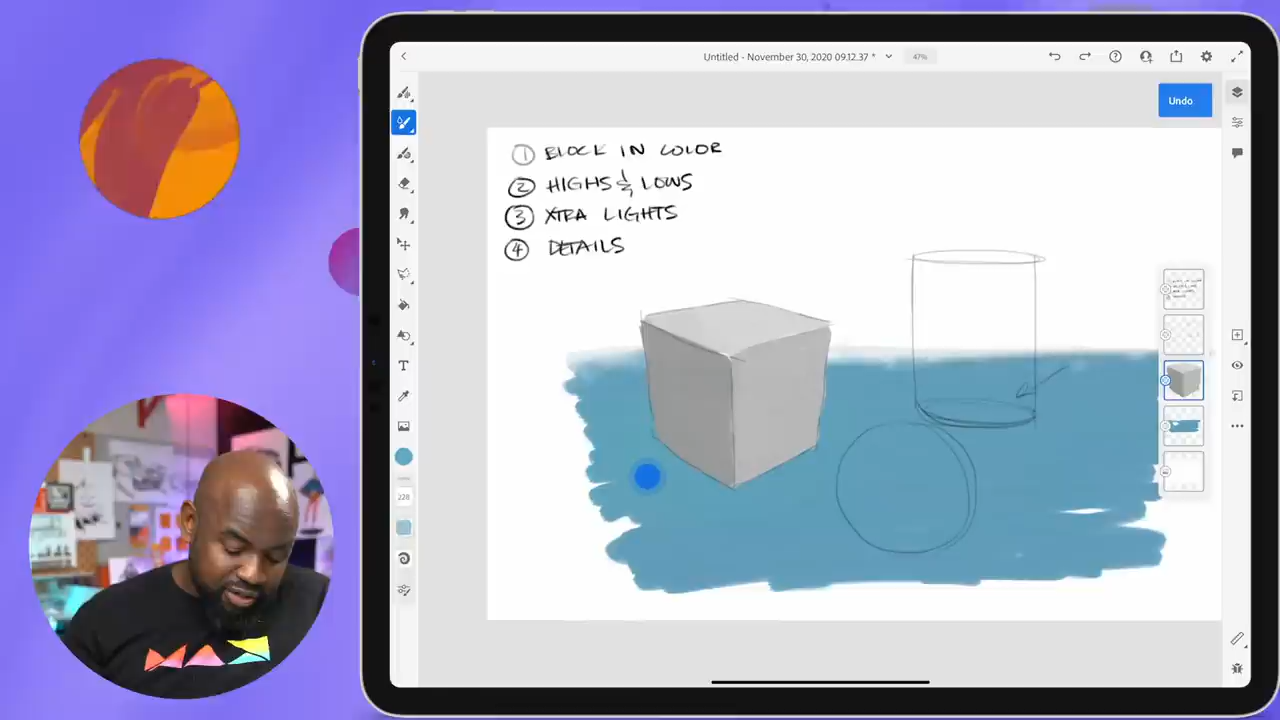 Untitled - November 30, 2020 09.12.37 *
47%
Undo
① BLOCK IN COLOR
② HIGHS & LOWS
③ XTRA LIGHTS
④ DETAILS
T
228